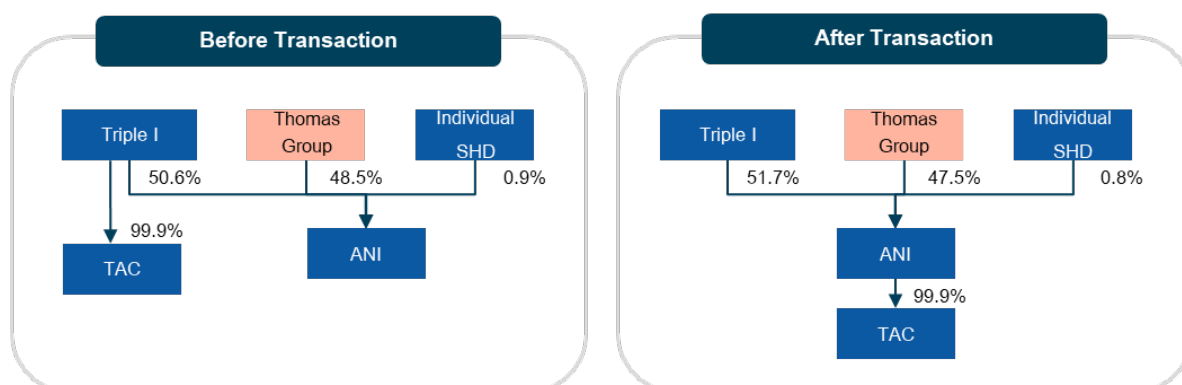 Before Transaction
Triple I
Thomas
Group
Individual
SHD
50.6%
48.5%
0.9%
99.9%
TAC
ANI
After Transaction
Triple I
Thomas
Group
Individual
SHD
51.7%
47.5%
0.8%
ANI
99.9%
TAC